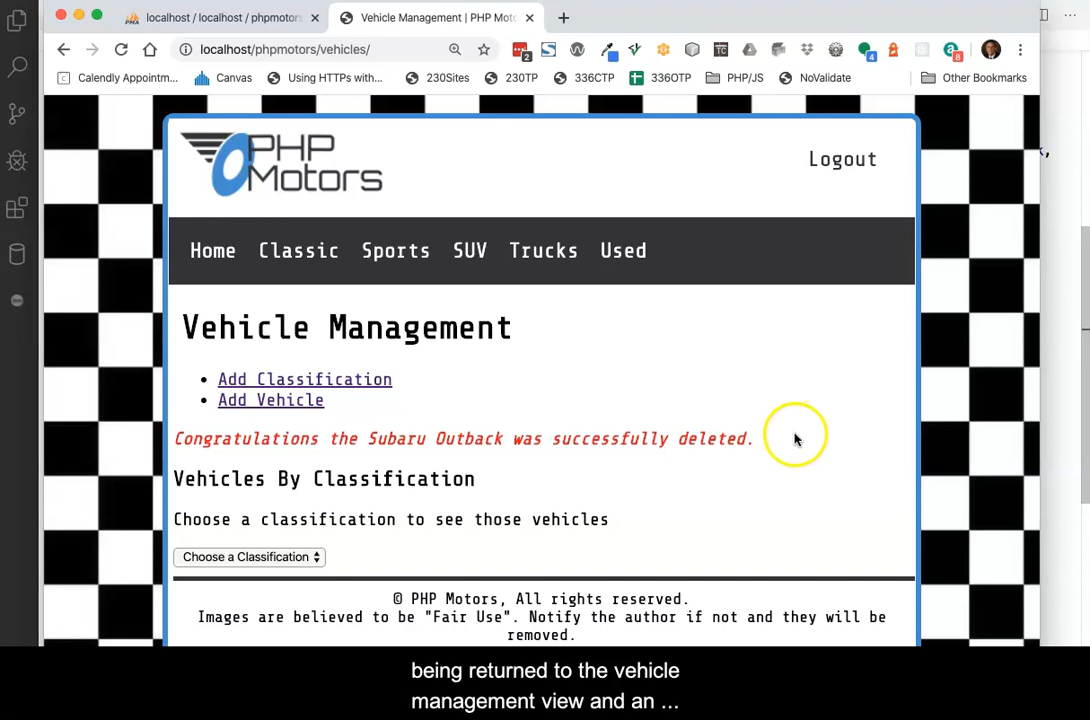 localhost / localhost / phpmotors
Vehicle Management | PHP Moto
localhost/phpmotors/vehicles/
2
TC
4
8
Calendly Appointm...
Canvas
Using HTTPs with...
230Sites
230TP
336CTP
336OTP
PHP/JS
NoValidate
Other Bookmarks
PHP
Motors
Logout
Home Classic Sports SUV Trucks Used
Vehicle Management
Add Classification
Add Vehicle
Congratulations the Subaru Outback was successfully deleted.
Vehicles By Classification
Choose a classification to see those vehicles
Choose a Classification
© PHP Motors, All rights reserved.
Images are believed to be "Fair Use". Notify the author if not and they will be
removed.
being returned to the vehicle
management view and an ...